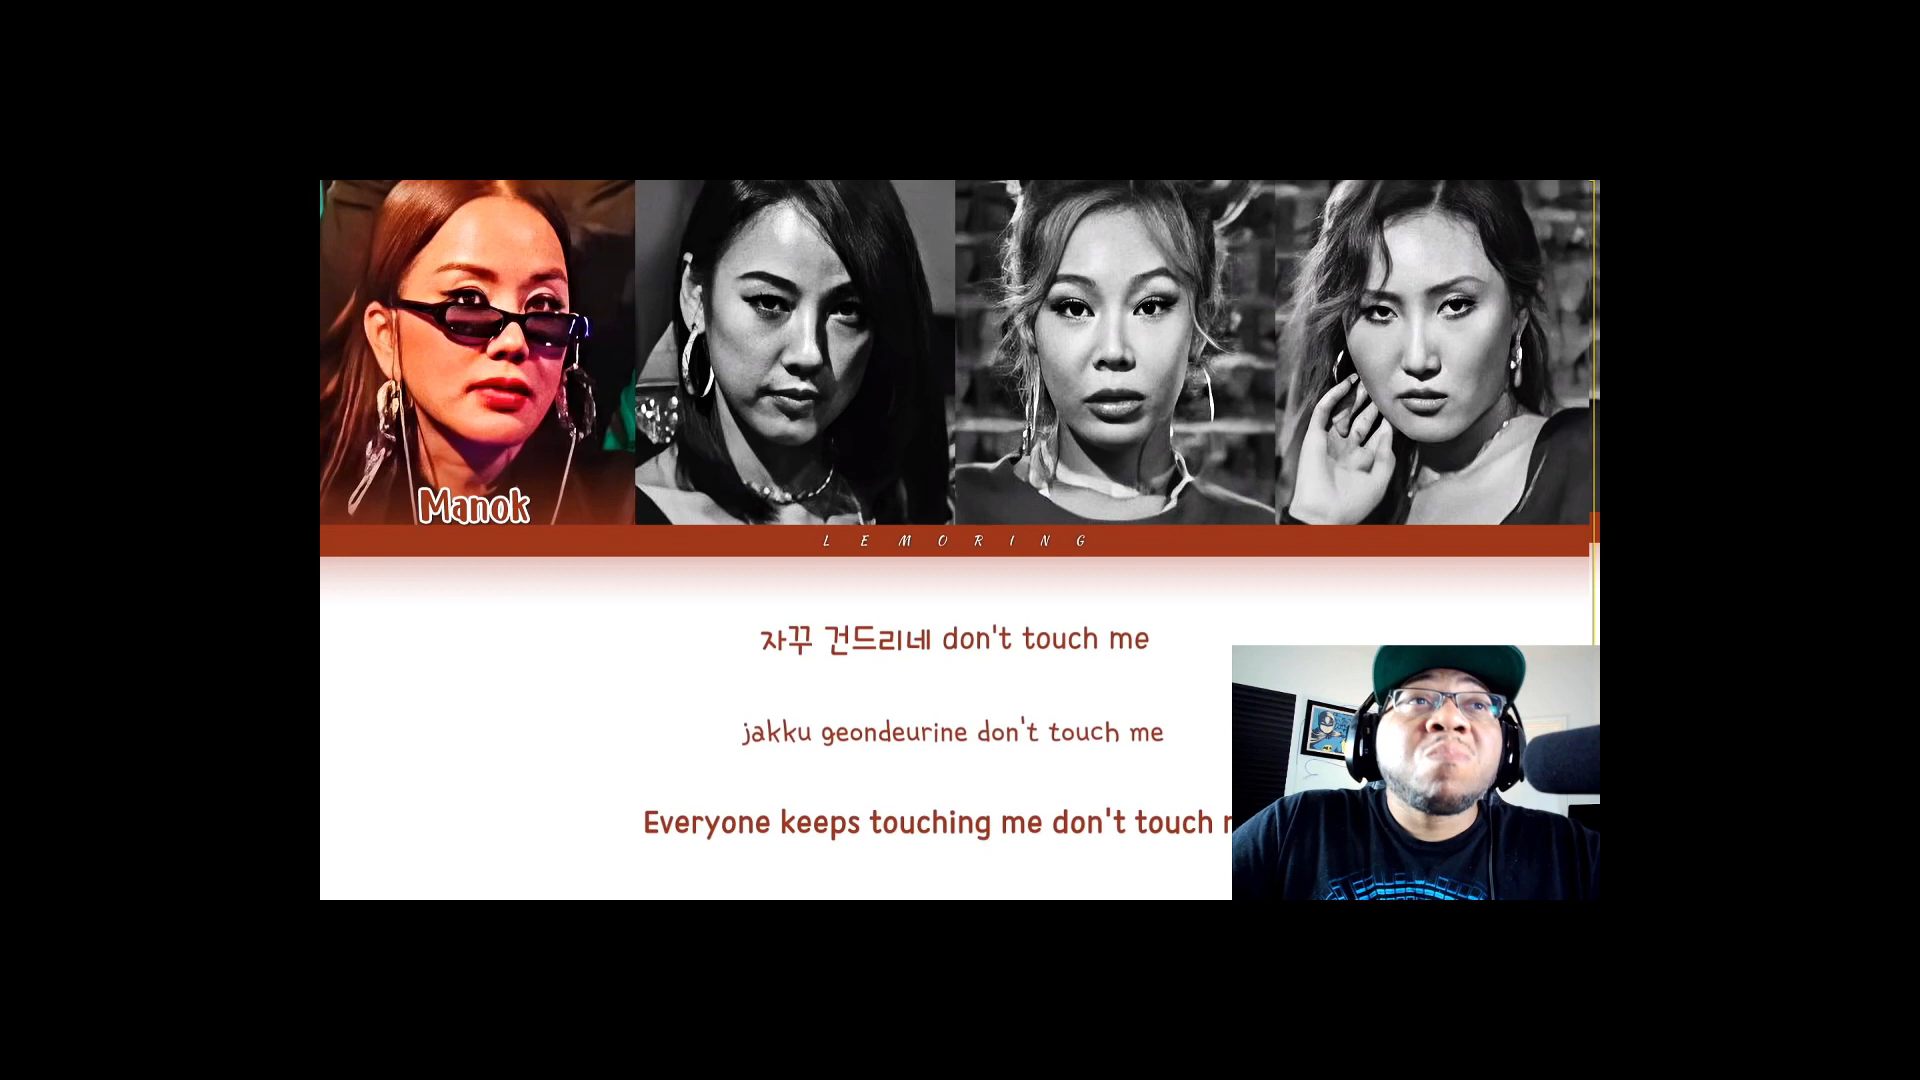 Manok
LEMORING
자꾸 건드리네 don't touch me
jakku geondeurine don't touch me
Everyone keeps touching me don't touch